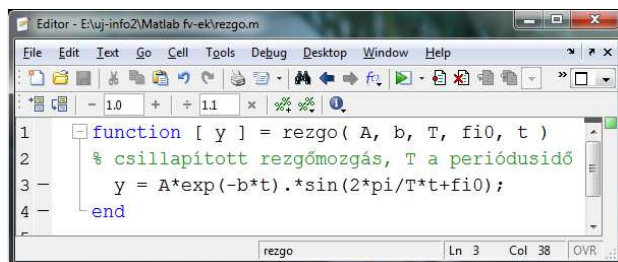 Editor - E:\uj-info2\Matlab fv-ek\rezgo.m
File Edit Text Go Cell Tools Debug Desktop Window Help
- 1.0 + ÷ 1.1 ×
1 function [ y ] = rezgo( A, b, T, fi0, t )
2 % csillapított rezgőmozgás, T a periódusidő
3 - y = A*exp(-b*t).*sin(2*pi/T*t+fi0);
4 - end
rezgo Ln 3 Col 38 OVR